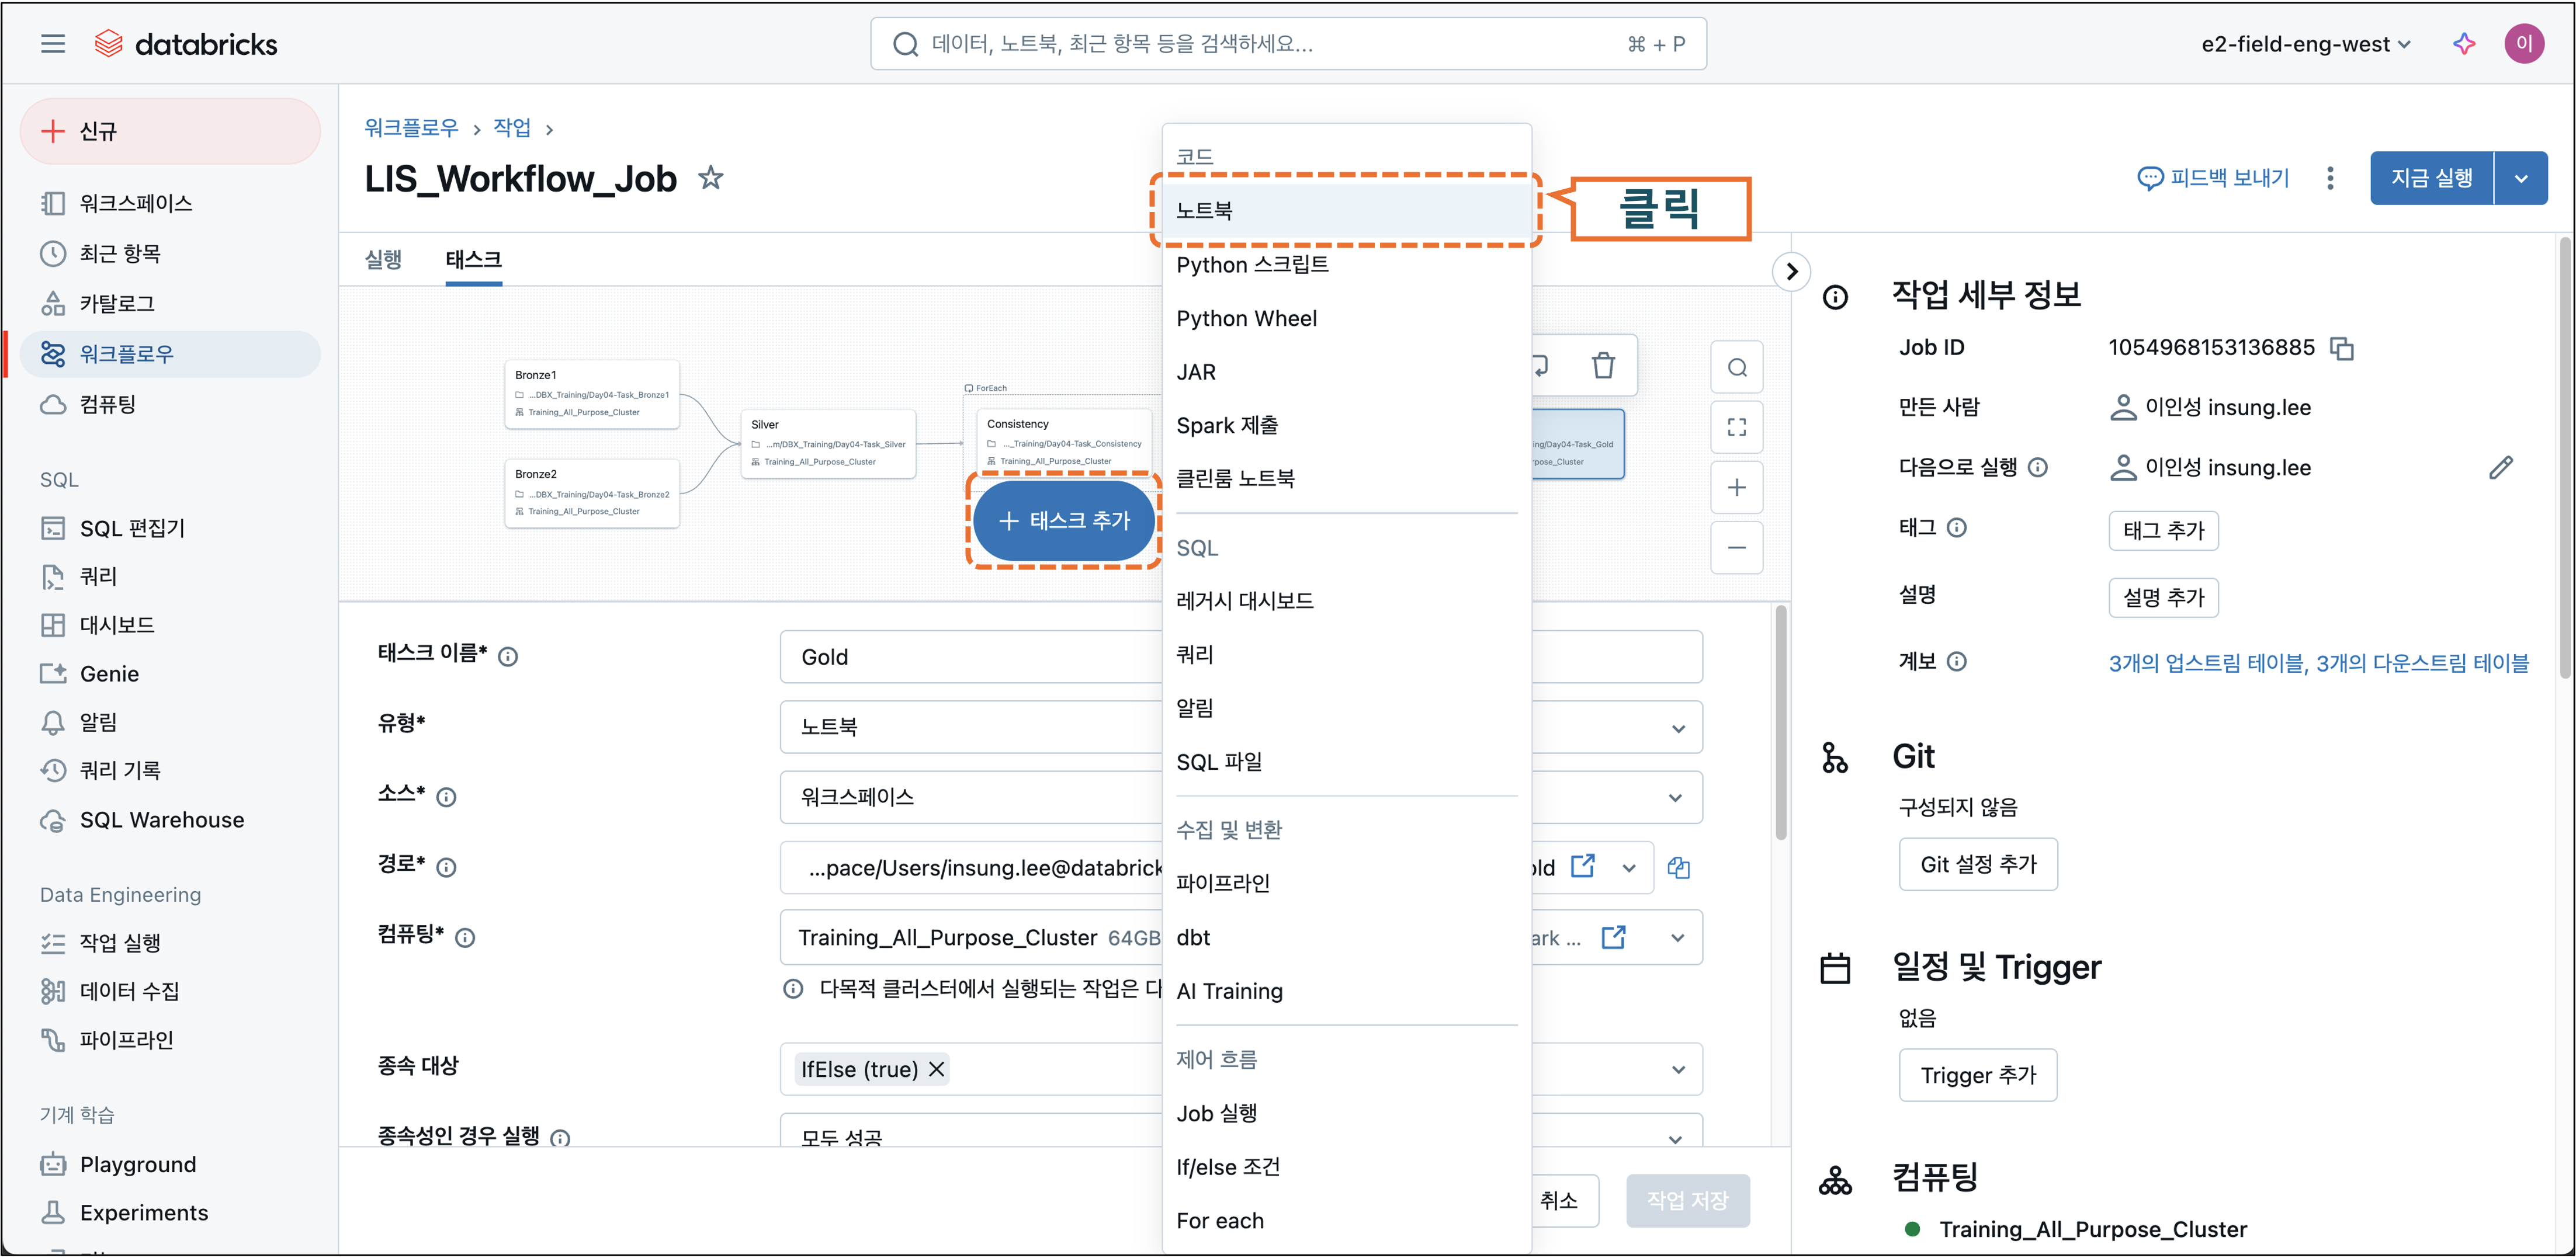 databricks
데이터, 노트북, 최근 항목 등을 검색하세요...
⌘ + P
e2-field-eng-west
이
신규
워크스페이스
최근 항목
카탈로그
워크플로우
컴퓨팅
SQL
SQL 편집기
쿼리
대시보드
Genie
알림
쿼리 기록
SQL Warehouse
Data Engineering
작업 실행
데이터 수집
파이프라인
기계 학습
Playground
Experiments
워크플로우 › 작업 ›
LIS_Workflow_Job
피드백 보내기
지금 실행
실행
태스크
Bronze1
...DBX_Training/Day04-Task_Bronze1
Training_All_Purpose_Cluster
Bronze2
...DBX_Training/Day04-Task_Bronze2
Training_All_Purpose_Cluster
Silver
...m/DBX_Training/Day04-Task_Silver
Training_All_Purpose_Cluster
ForEach
Consistency
..._Training/Day04-Task_Consistency
Training_All_Purpose_Cluster
ing/Day04-Task_Gold
pose_Cluster
+ 태스크 추가
코드
노트북
클릭
Python 스크립트
Python Wheel
JAR
Spark 제출
클린룸 노트북
SQL
레거시 대시보드
쿼리
알림
SQL 파일
수집 및 변환
파이프라인
dbt
AI Training
제어 흐름
Job 실행
If/else 조건
For each
태스크 이름*
Gold
유형*
노트북
소스*
워크스페이스
경로*
...pace/Users/insung.lee@databrick
old
컴퓨팅*
Training_All_Purpose_Cluster 64GB
ark ...
다목적 클러스터에서 실행되는 작업은 다
종속 대상
IfElse (true)
종속성인 경우 실행
모두 성공
취소
작업 저장
작업 세부 정보
Job ID
1054968153136885
만든 사람
이인성 insung.lee
다음으로 실행
이인성 insung.lee
태그
태그 추가
설명
설명 추가
계보
3개의 업스트림 테이블, 3개의 다운스트림 테이블
Git
구성되지 않음
Git 설정 추가
일정 및 Trigger
없음
Trigger 추가
컴퓨팅
Training_All_Purpose_Cluster